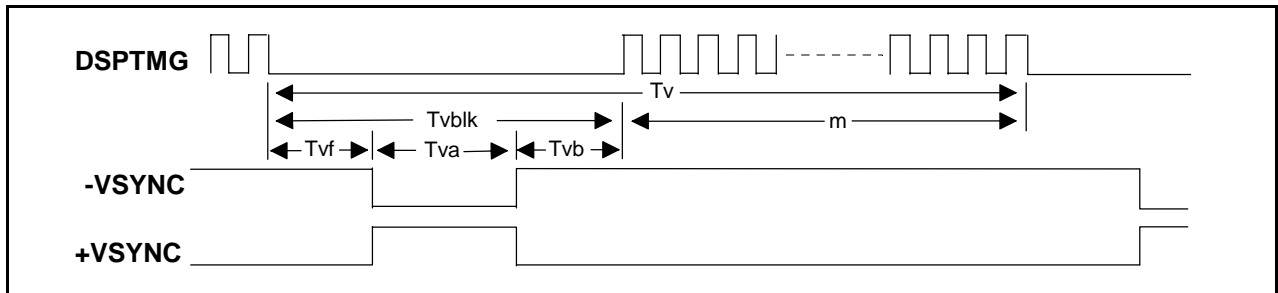 DSPTMG
Tv
Tvblk
m
Tvf
Tva
Tvb
-VSYNC
+VSYNC